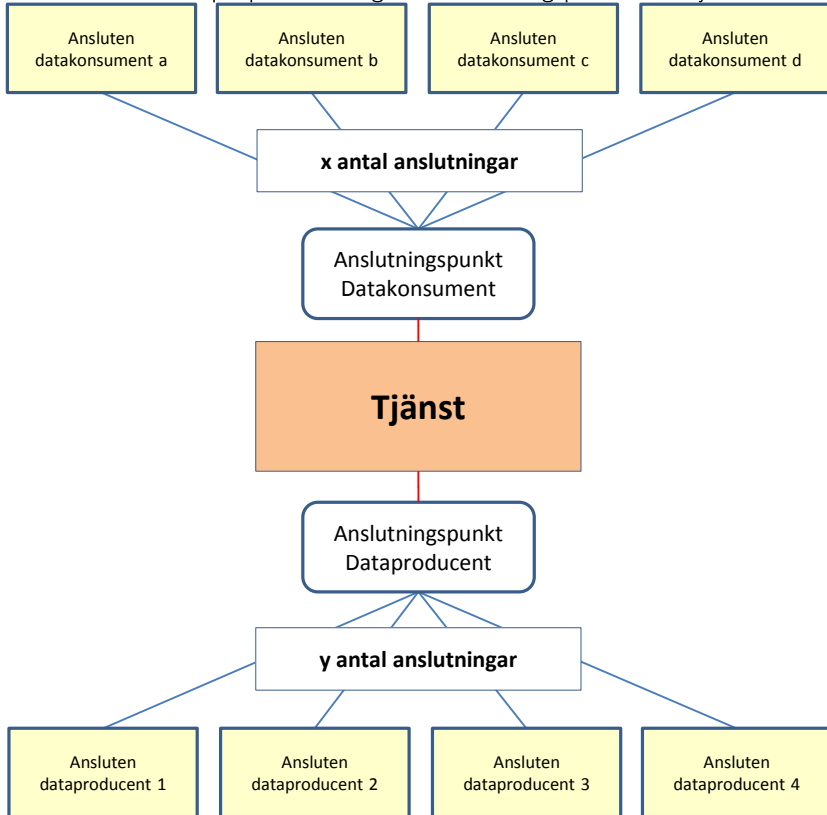 Ansluten
datakonsument a
Ansluten
datakonsument b
Ansluten
datakonsument c
Ansluten
datakonsument d
x antal anslutningar
Anslutningspunkt
Datakonsument
Tjänst
Anslutningspunkt
Dataproducent
y antal anslutningar
Ansluten
dataproducent 1
Ansluten
dataproducent 2
Ansluten
dataproducent 3
Ansluten
dataproducent 4